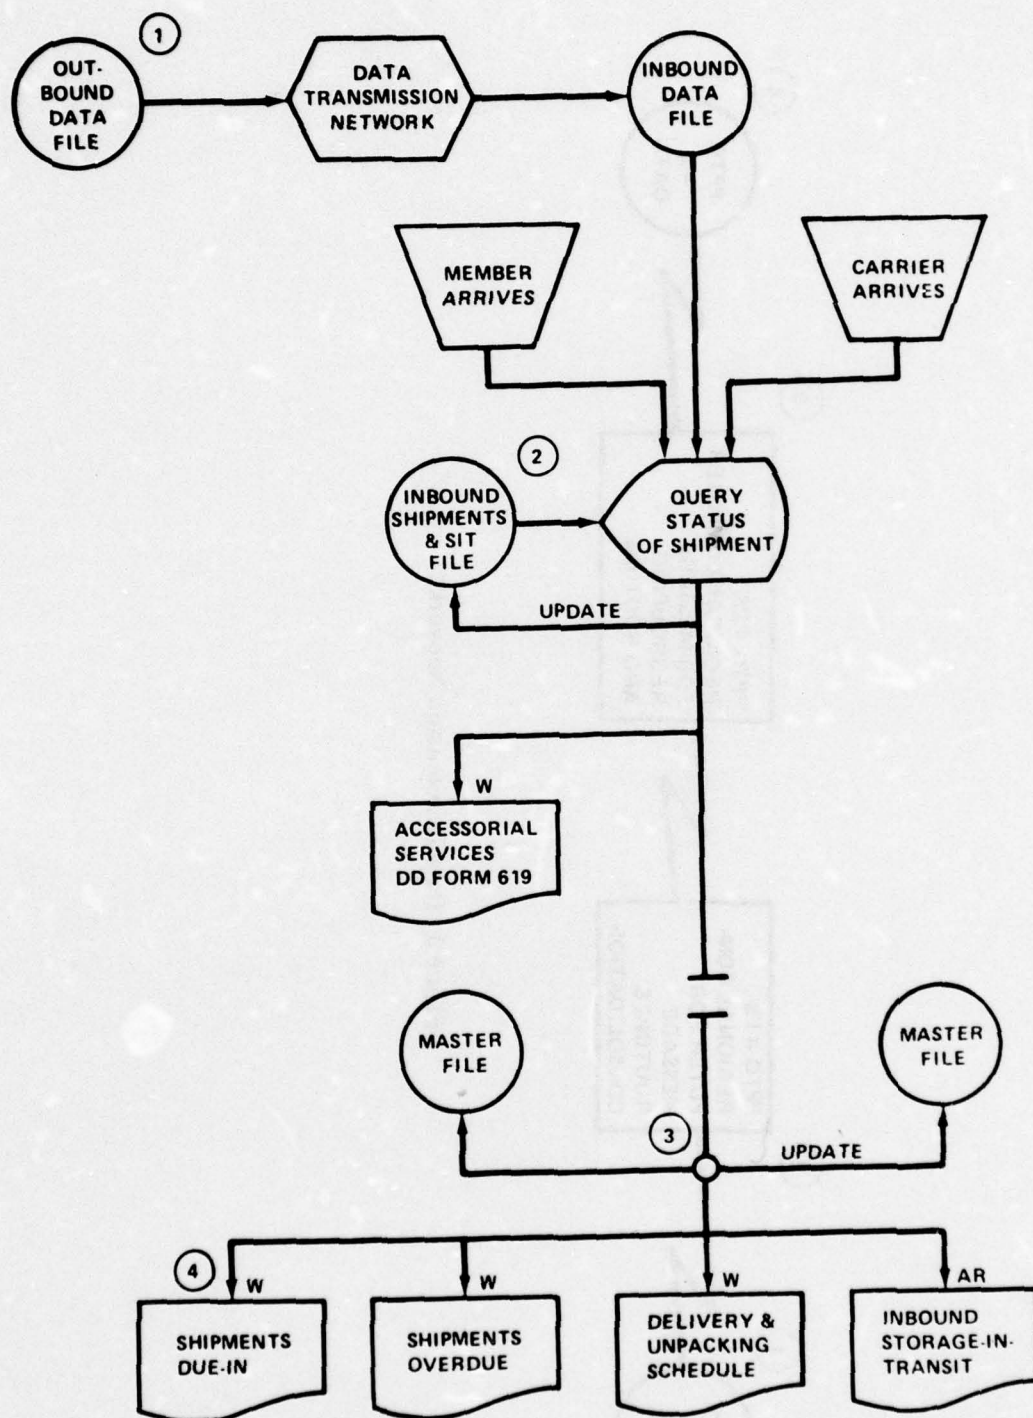 1
OUT-
BOUND
DATA
FILE
DATA
TRANSMISSION
NETWORK
INBOUND
DATA
FILE
MEMBER
ARRIVES
CARRIER
ARRIVES
2
INBOUND
SHIPMENTS
& SIT
FILE
QUERY
STATUS
OF SHIPMENT
UPDATE
W
ACCESSORIAL
SERVICES
DD FORM 619
MASTER
FILE
MASTER
FILE
3
UPDATE
4
W
W
W
AR
SHIPMENTS
DUE-IN
SHIPMENTS
OVERDUE
DELIVERY &
UNPACKING
SCHEDULE
INBOUND
STORAGE-IN-
TRANSIT